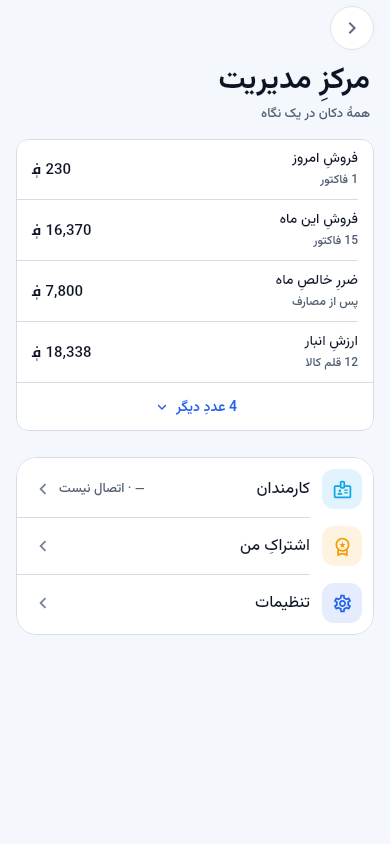 مرکزِ مدیریت
همهٔ دکان در یک نگاه
فروشِ امروز
1 فاکتور
230 ؋
فروشِ این ماه
15 فاکتور
16,370 ؋
ضررِ خالصِ ماه
پس از مصارف
7,800 ؋
ارزشِ انبار
12 قلم کالا
18,338 ؋
4 عددِ دیگر
کارمندان
— · اتصال نیست
اشتراکِ من
تنظیمات